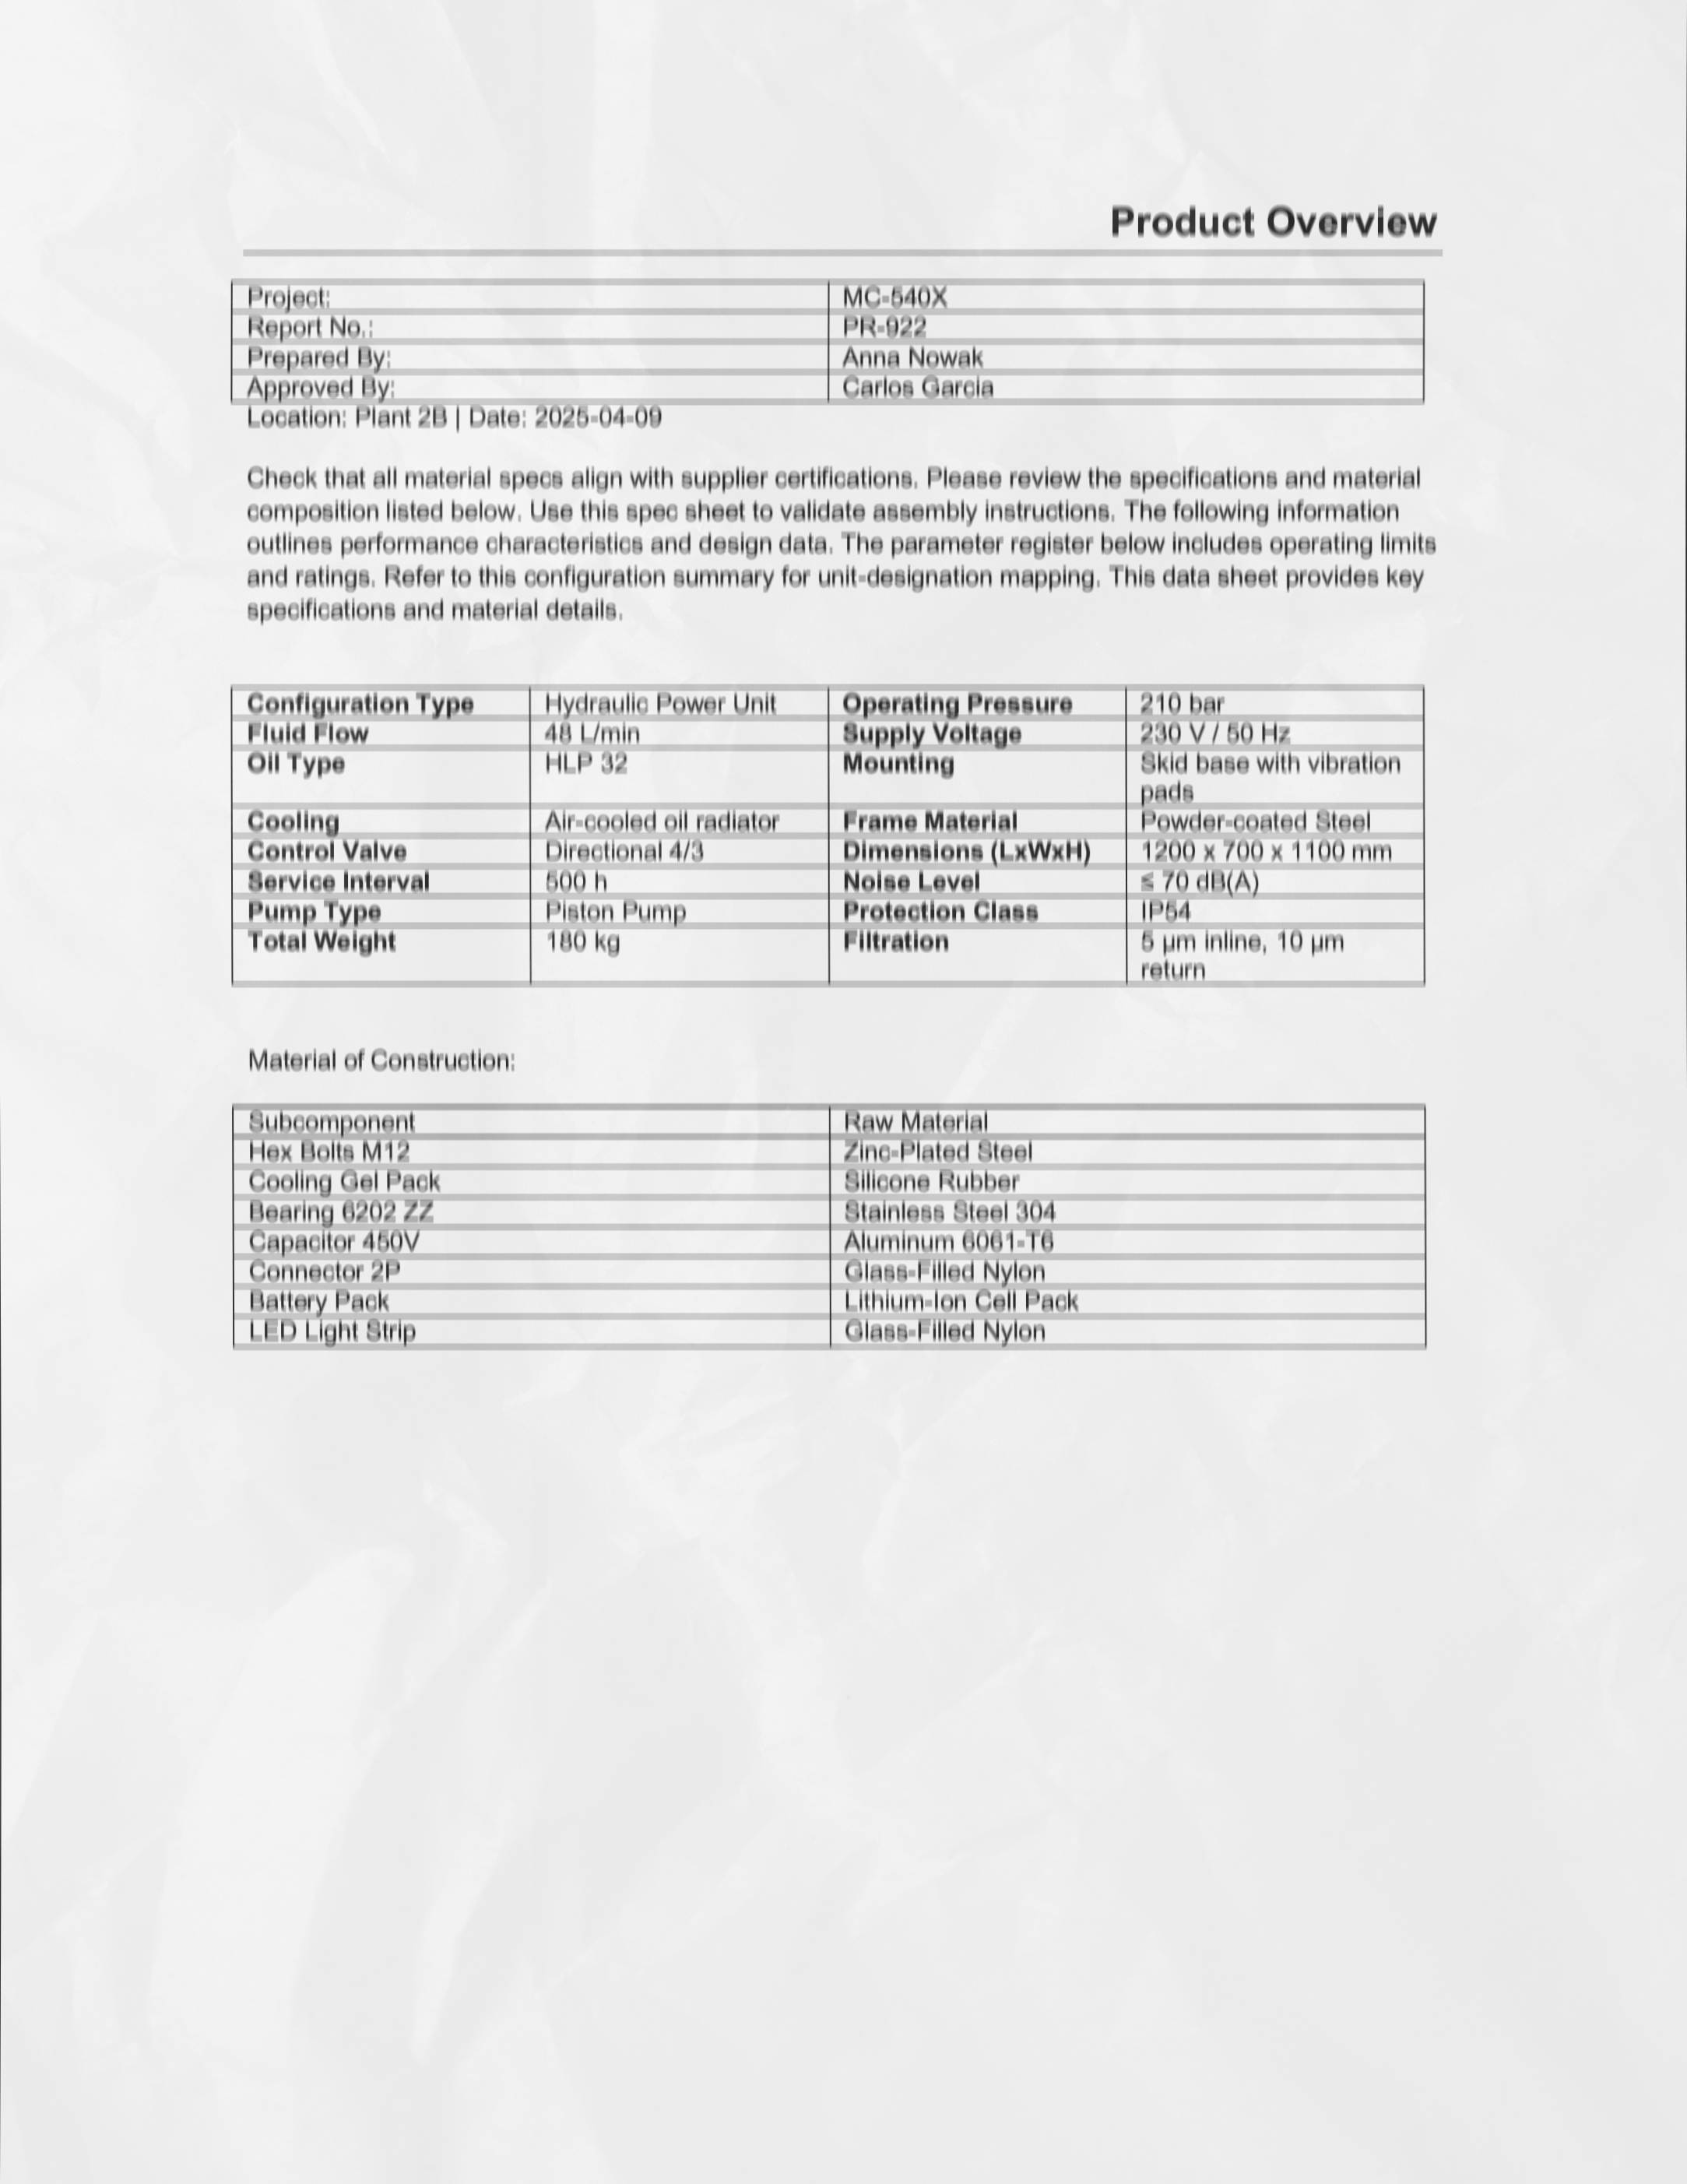 Product Overview
Project: MC-540X
Report No.: PR-922
Prepared By: Anna Nowak
Approved By: Carlos Garcia
Location: Plant 2B | Date: 2025-04-09
Check that all material specs align with supplier certifications. Please review the specifications and material
composition listed below. Use this spec sheet to validate assembly instructions. The following information
outlines performance characteristics and design data. The parameter register below includes operating limits
and ratings. Refer to this configuration summary for unit-designation mapping. This data sheet provides key
specifications and material details.
Configuration Type Hydraulic Power Unit Operating Pressure 210 bar
Fluid Flow 48 L/min Supply Voltage 230 V / 50 Hz
Oil Type HLP 32 Mounting Skid base with vibration
pads
Cooling Air-cooled oil radiator Frame Material Powder-coated Steel
Control Valve Directional 4/3 Dimensions (LxWxH) 1200 x 700 x 1100 mm
Service Interval 500 h Noise Level ≤ 70 dB(A)
Pump Type Piston Pump Protection Class IP54
Total Weight 180 kg Filtration 5 µm inline, 10 µm
return
Material of Construction:
Subcomponent Raw Material
Hex Bolts M12 Zinc-Plated Steel
Cooling Gel Pack Silicone Rubber
Bearing 6202 ZZ Stainless Steel 304
Capacitor 450V Aluminum 6061-T6
Connector 2P Glass-Filled Nylon
Battery Pack Lithium-Ion Cell Pack
LED Light Strip Glass-Filled Nylon